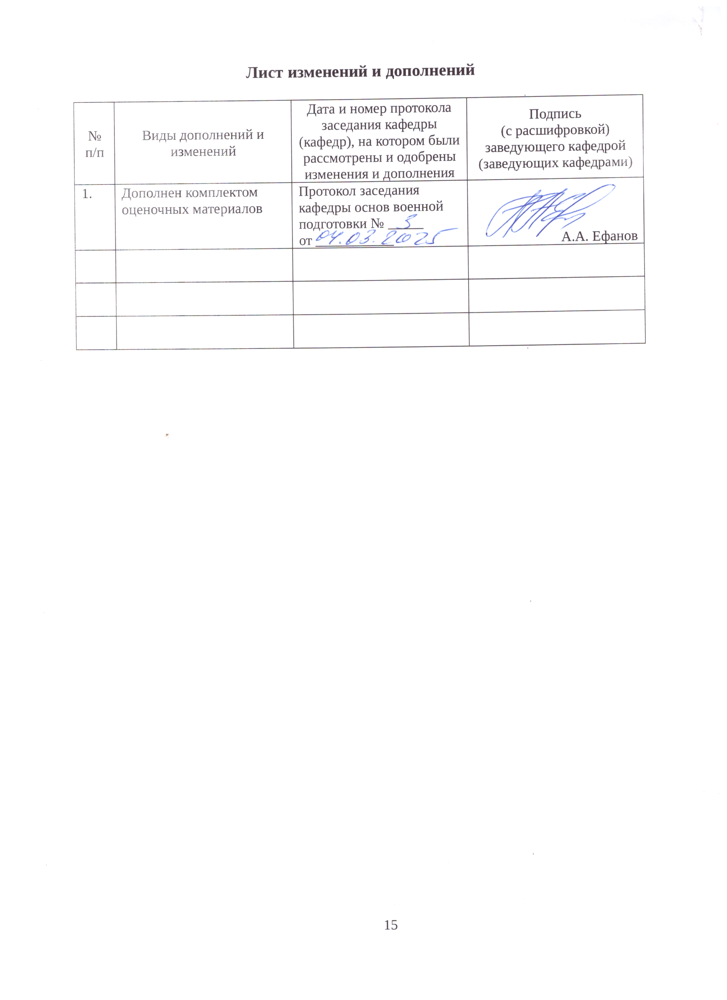 Лист изменений и дополнений
№
п/п
Виды дополнений и
изменений
Дата и номер протокола
заседания кафедры
(кафедр), на котором были
рассмотрены и одобрены
изменения и дополнения
Подпись
(с расшифровкой)
заведующего кафедрой
(заведующих кафедрами)
1.
Дополнен комплектом
оценочных материалов
Протокол заседания
кафедры основ военной
подготовки № 3
от 04.03.2025
А.А. Ефанов
15